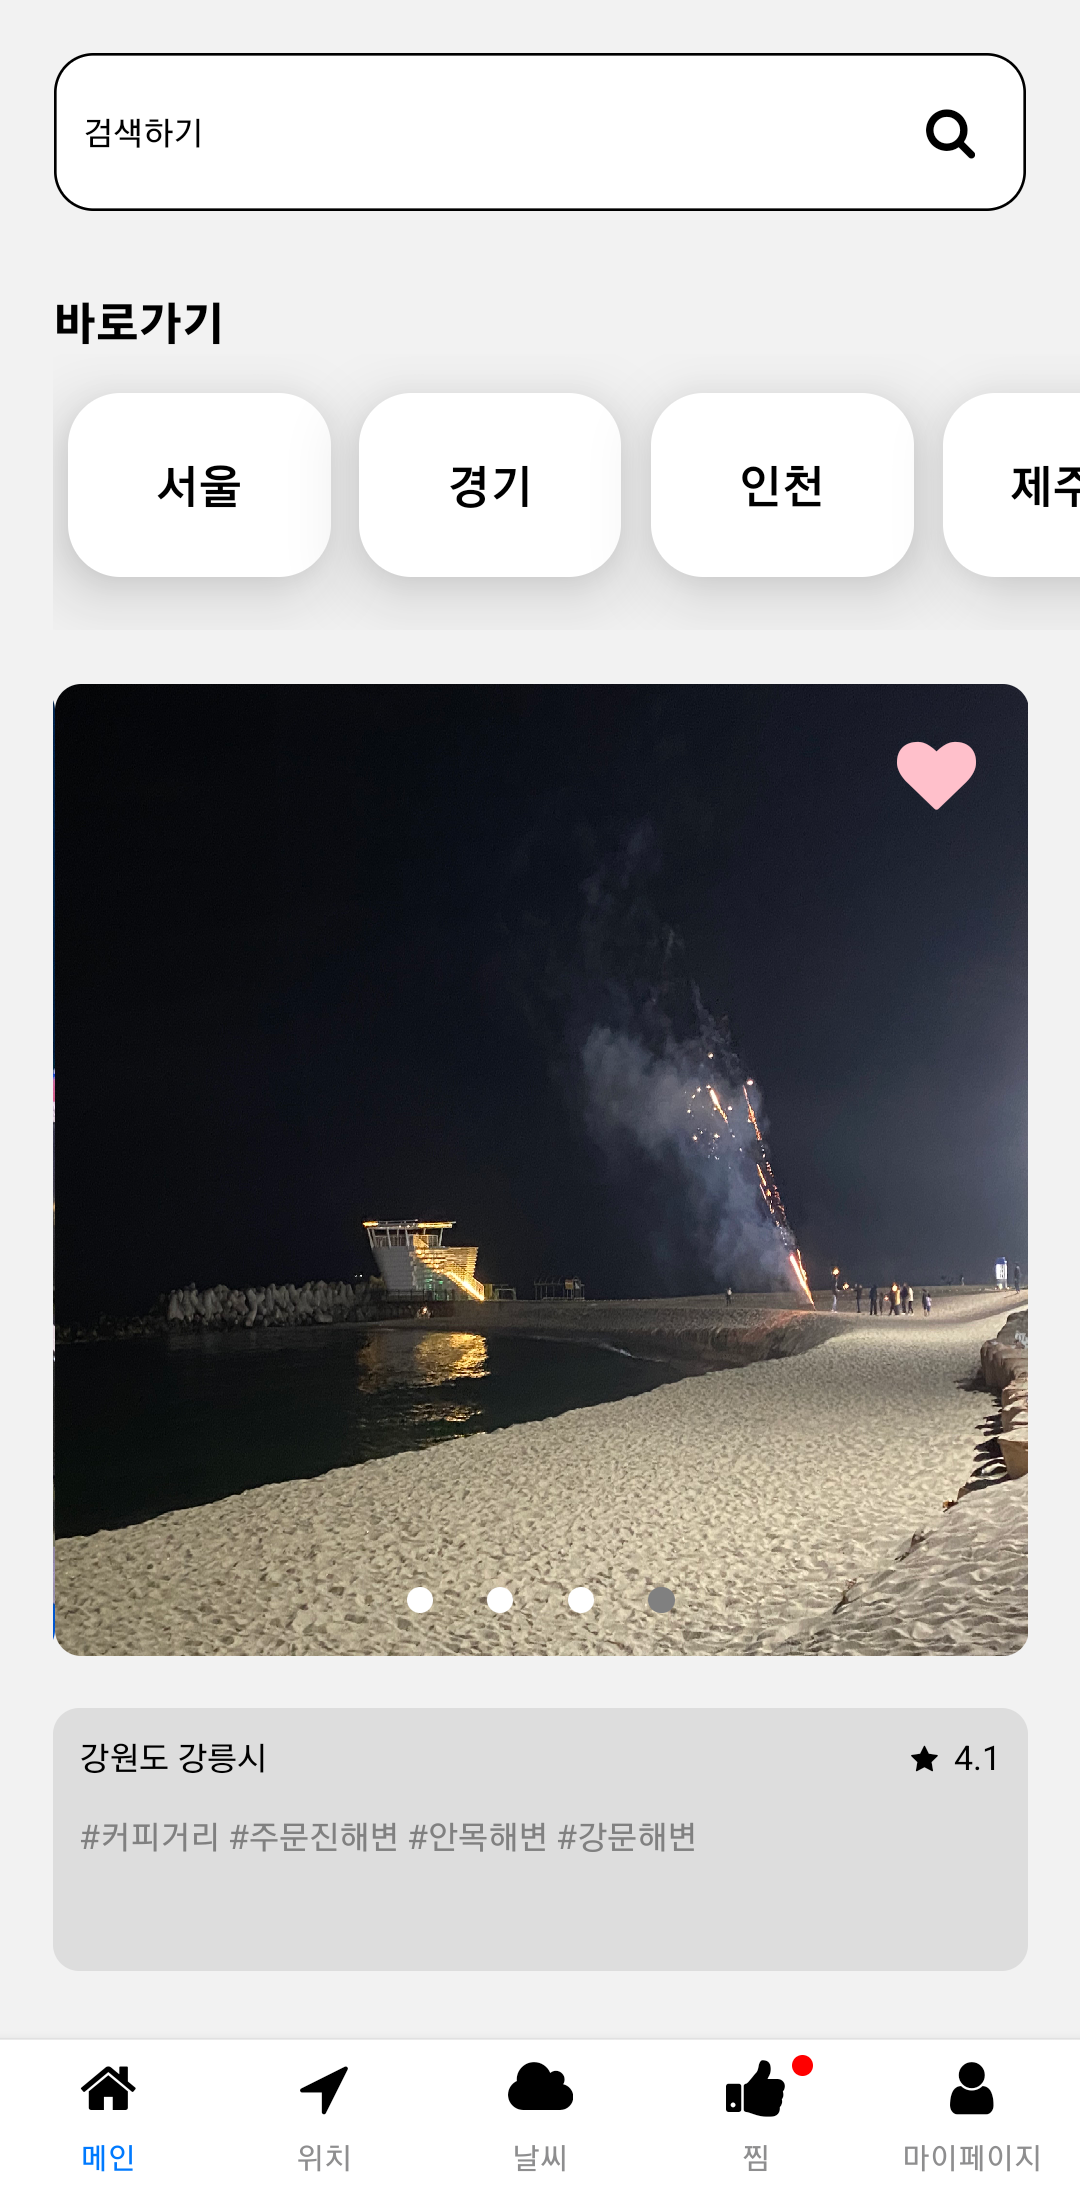 검색하기
바로가기
서울 경기 인천 제주
강원도 강릉시 4.1
#커피거리 #주문진해변 #안목해변 #강문해변
메인 위치 날씨 찜 마이페이지